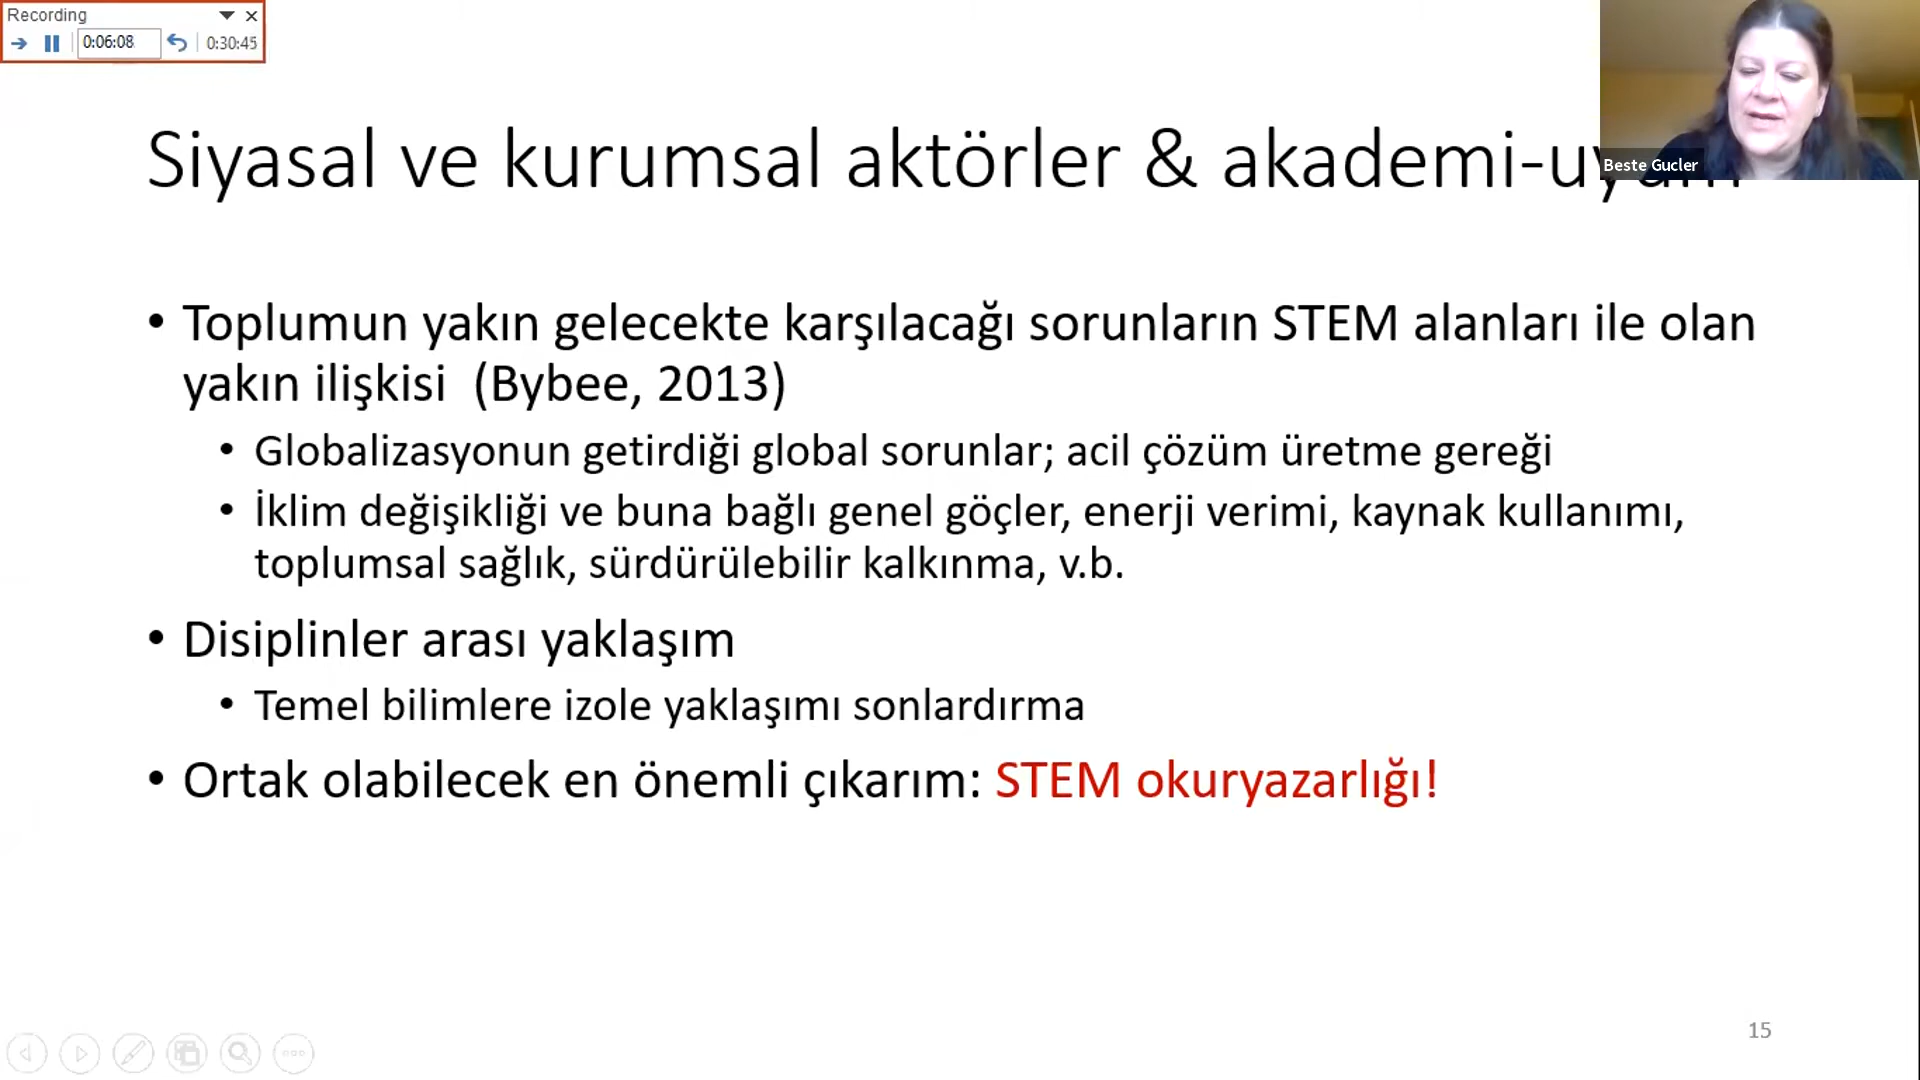 Recording
0:06:08
0:30:45
Siyasal ve kurumsal aktörler & akademi-uyum
Beste Gucler
• Toplumun yakın gelecekte karşılacağı sorunların STEM alanları ile olan
yakın ilişkisi (Bybee, 2013)
• Globalizasyonun getirdiği global sorunlar; acil çözüm üretme gereği
• İklim değişikliği ve buna bağlı genel göçler, enerji verimi, kaynak kullanımı,
toplumsal sağlık, sürdürülebilir kalkınma, v.b.
• Disiplinler arası yaklaşım
• Temel bilimlere izole yaklaşımı sonlardırma
• Ortak olabilecek en önemli çıkarım: STEM okuryazarlığı!
15